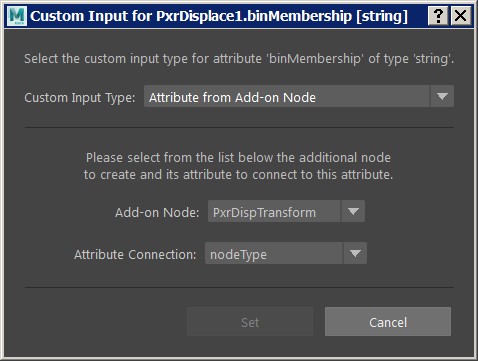 Custom Input for PxrDisplace1.binMembership [string]
Select the custom input type for attribute 'binMembership' of type 'string'.
Custom Input Type: Attribute from Add-on Node
Please select from the list below the additional node
to create and its attribute to connect to this attribute.
Add-on Node: PxrDispTransform
Attribute Connection: nodeType
Set Cancel